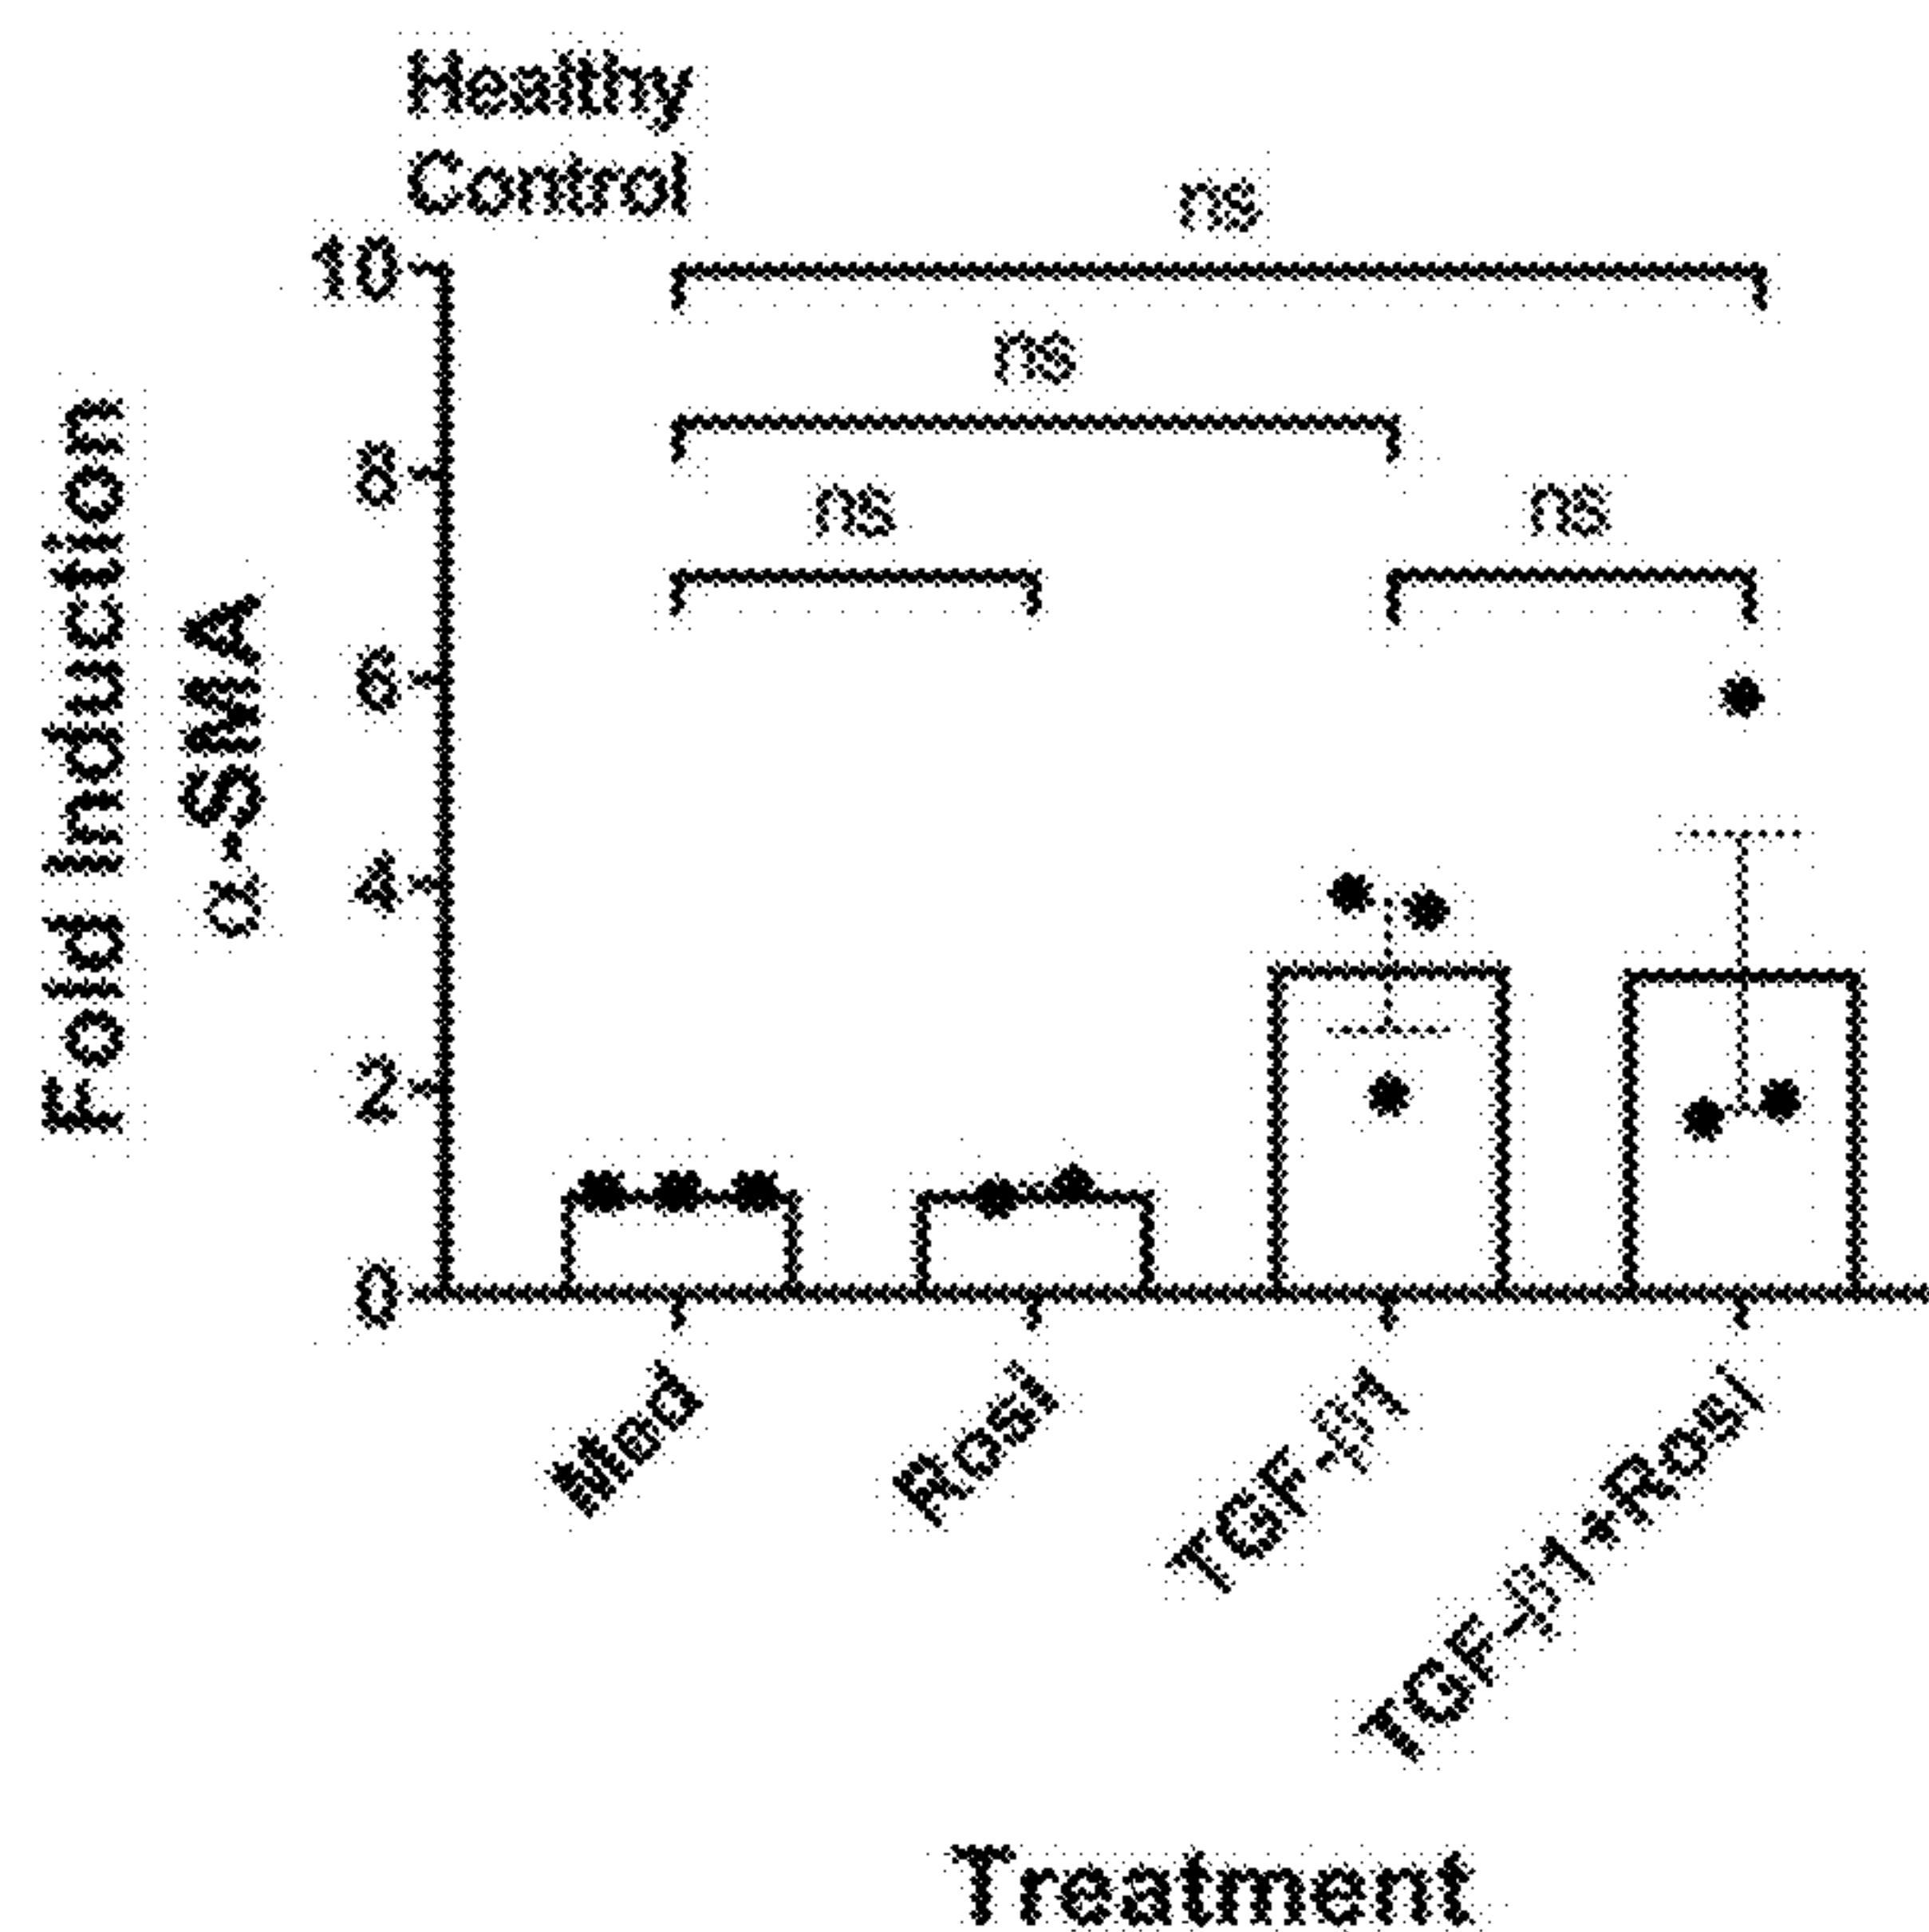 Healthy
Control
Fold Induction
α-SMA
10
8
6
4
2
0
ns
ns
ns
ns
Med
Rosi
TGF-β1
TGF-β1+Rosi
Treatment